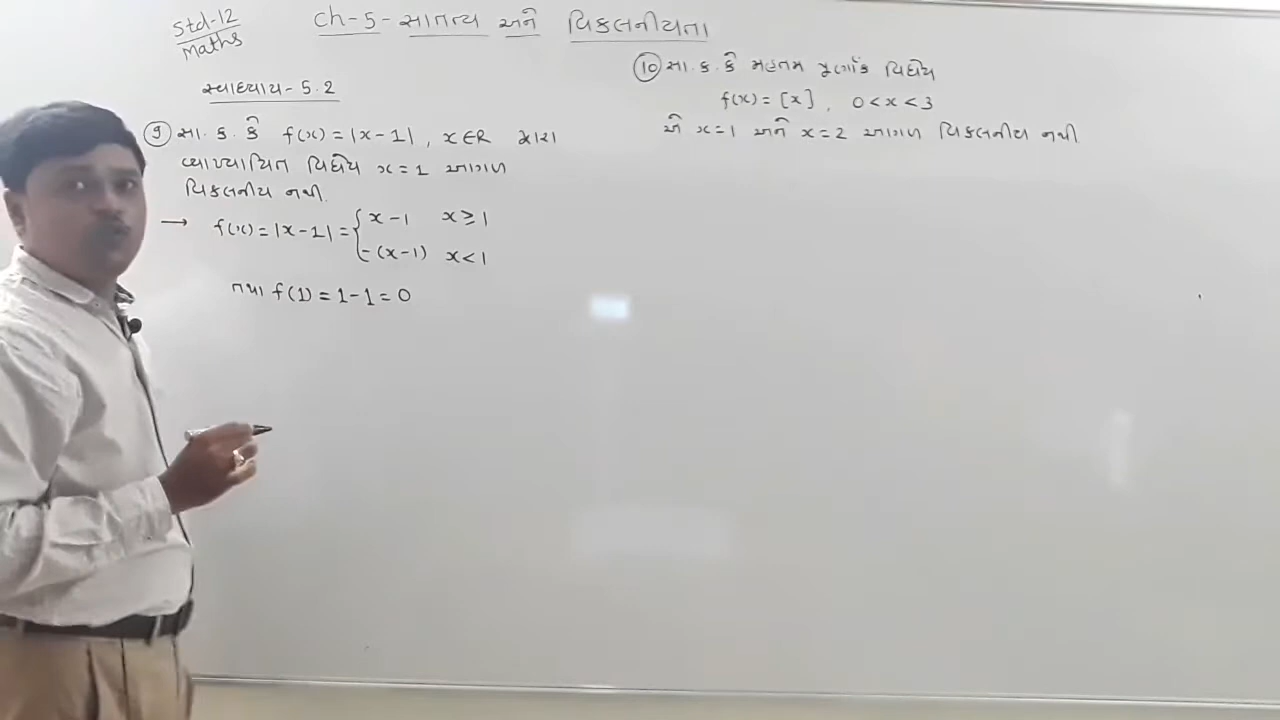 Std-12
Maths
Ch-5-સાતત્ય અને વિકલનીયતા
સ્વાધ્યાય-5.2
9 સા.ક.કે f(x) = |x-1|, x∈R દ્વારા
વ્યાખ્યાયિત વિધેય x=1 આગળ
વિકલનીય નથી.
→ f(x) = |x-1| = { x-1 x≥1
-(x-1) x<1
તથા f(1) = 1-1 = 0
10 સા.ક.કે મહત્તમ પૂર્ણાંક વિધેય
f(x) = [x], 0<x<3
એ x=1 અને x=2 આગળ વિકલનીય નથી.